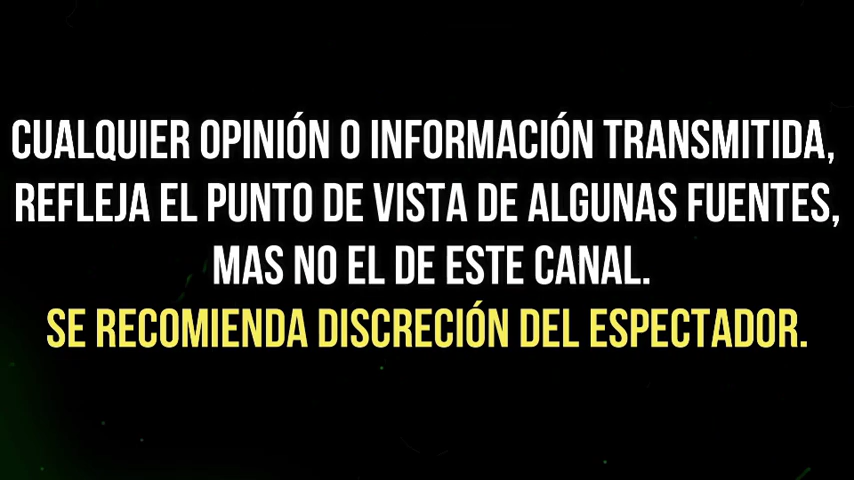 CUALQUIER OPINIÓN O INFORMACIÓN TRANSMITIDA,
REFLEJA EL PUNTO DE VISTA DE ALGUNAS FUENTES,
MAS NO EL DE ESTE CANAL.
SE RECOMIENDA DISCRECIÓN DEL ESPECTADOR.